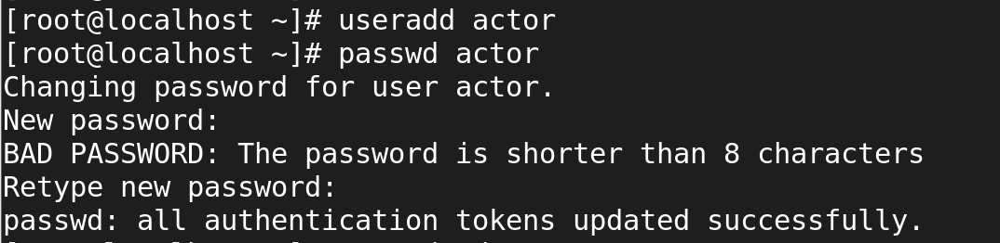 [root@localhost ~]# useradd actor
[root@localhost ~]# passwd actor
Changing password for user actor.
New password:
BAD PASSWORD: The password is shorter than 8 characters
Retype new password:
passwd: all authentication tokens updated successfully.